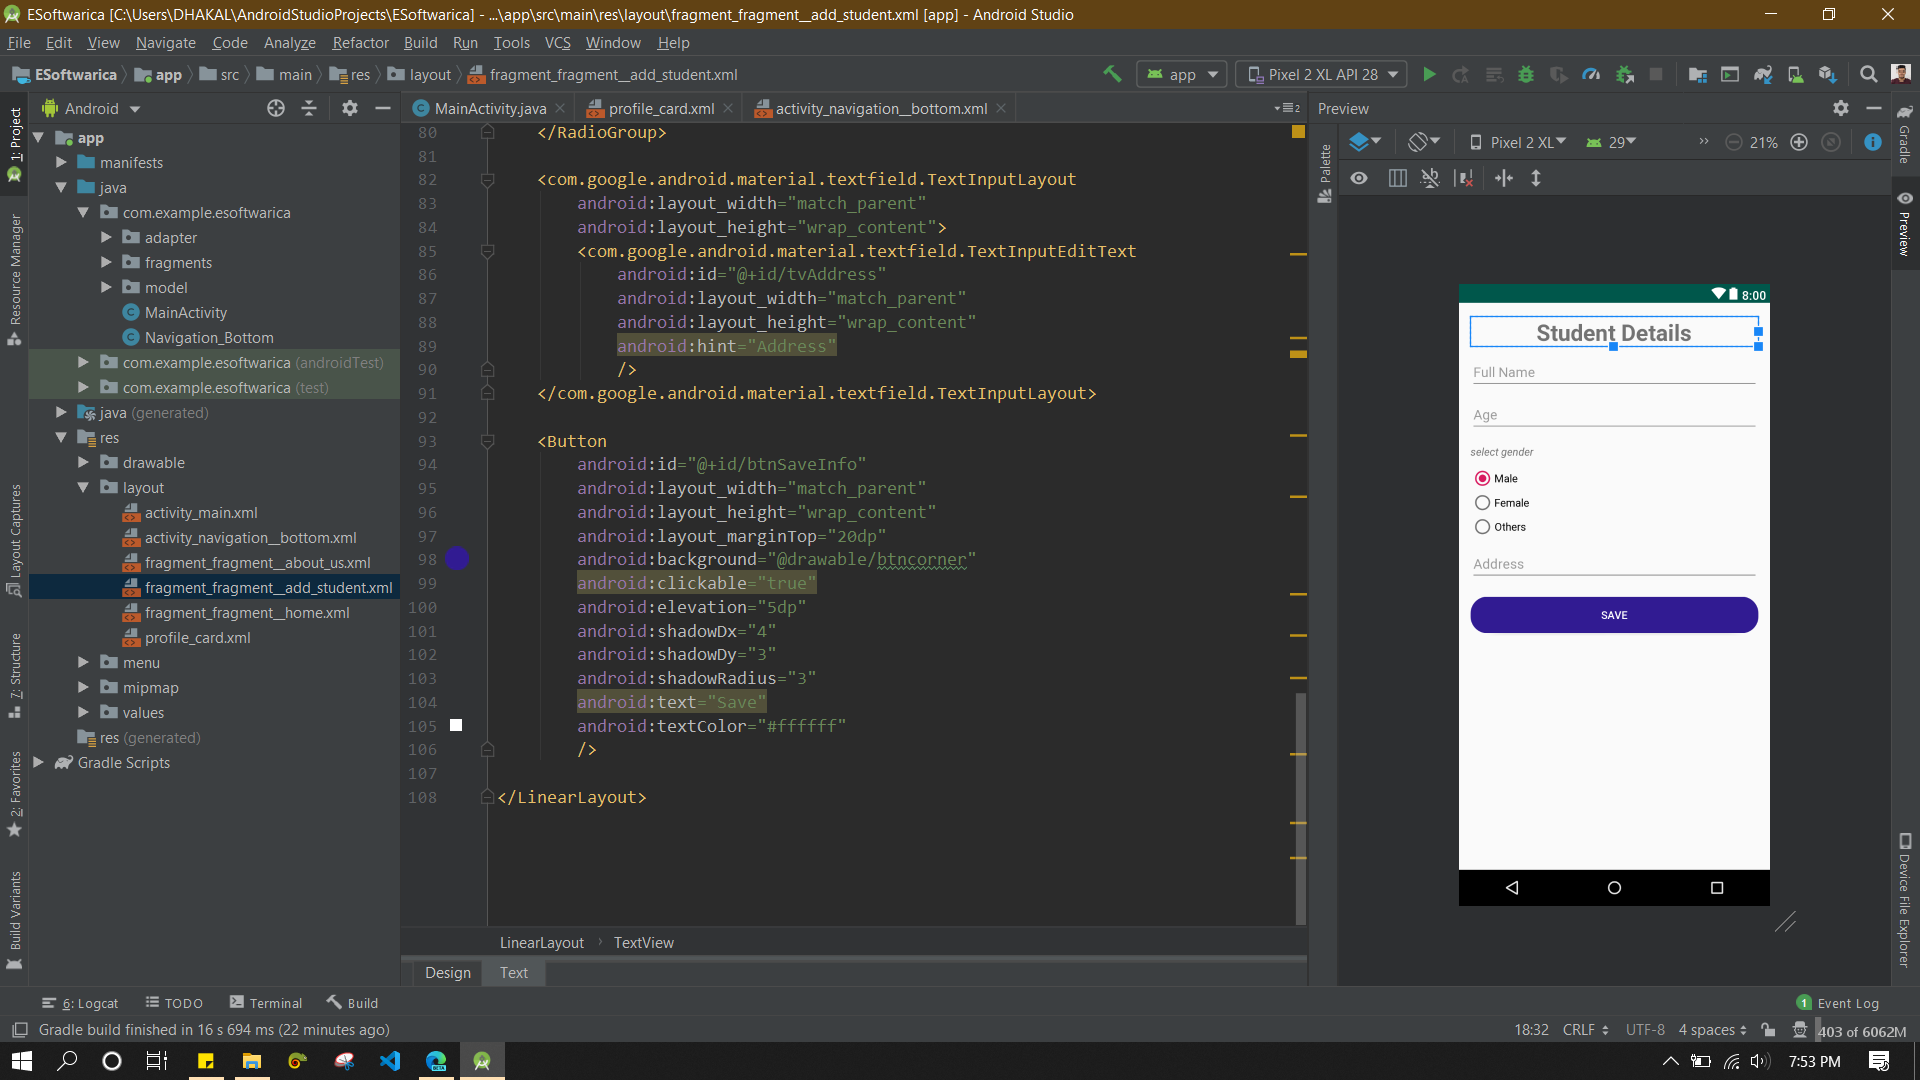 ESoftwarica [C:\Users\DHAKAL\AndroidStudioProjects\ESoftwarica] - ...\app\src\main\res\layout\fragment_fragment__add_student.xml [app] - Android Studio
File Edit View Navigate Code Analyze Refactor Build Run Tools VCS Window Help
ESoftwarica app src main res layout fragment_fragment__add_student.xml
app Pixel 2 XL API 28
Android
MainActivity.java profile_card.xml activity_navigation__bottom.xml
2
Preview
1: Project
Resource Manager
Layout Captures
7: Structure
2: Favorites
Build Variants
app
manifests
java
com.example.esoftwarica
adapter
fragments
model
MainActivity
Navigation_Bottom
com.example.esoftwarica (androidTest)
com.example.esoftwarica (test)
java (generated)
res
drawable
layout
activity_main.xml
activity_navigation__bottom.xml
fragment_fragment__about_us.xml
fragment_fragment__add_student.xml
fragment_fragment__home.xml
profile_card.xml
menu
mipmap
values
res (generated)
Gradle Scripts
80 </RadioGroup>
81
82 <com.google.android.material.textfield.TextInputLayout
83 android:layout_width="match_parent"
84 android:layout_height="wrap_content">
85 <com.google.android.material.textfield.TextInputEditText
86 android:id="@+id/tvAddress"
87 android:layout_width="match_parent"
88 android:layout_height="wrap_content"
89 android:hint="Address"
90 />
91 </com.google.android.material.textfield.TextInputLayout>
92
93 <Button
94 android:id="@+id/btnSaveInfo"
95 android:layout_width="match_parent"
96 android:layout_height="wrap_content"
97 android:layout_marginTop="20dp"
98 android:background="@drawable/btncorner"
99 android:clickable="true"
100 android:elevation="5dp"
101 android:shadowDx="4"
102 android:shadowDy="3"
103 android:shadowRadius="3"
104 android:text="Save"
105 android:textColor="#ffffff"
106 />
107
108 </LinearLayout>
LinearLayout TextView
Design Text
Palette
Pixel 2 XL 29 21%
8:00
Student Details
Full Name
Age
select gender
Male
Female
Others
Address
SAVE
Gradle
Preview
Device File Explorer
6: Logcat TODO Terminal Build
1 Event Log
Gradle build finished in 16 s 694 ms (22 minutes ago)
18:32 CRLF UTF-8 4 spaces 403 of 6062M
BETA
7:53 PM